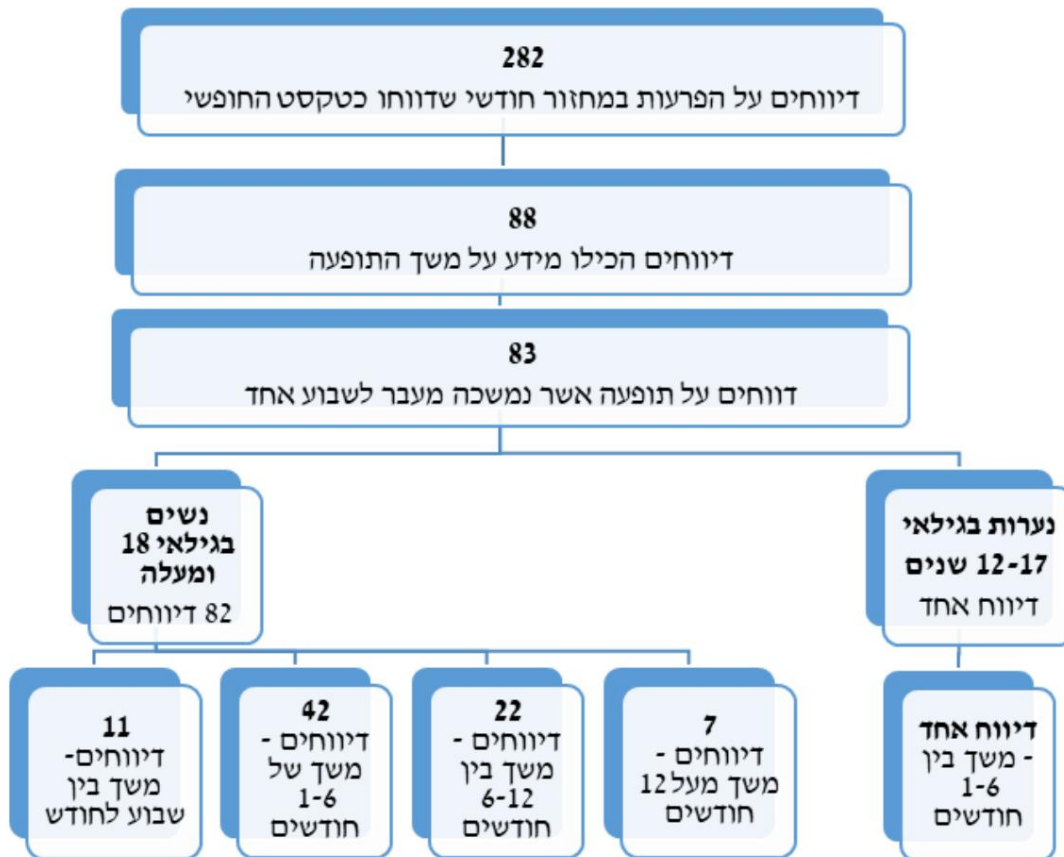 282
דיווחים על הפרעות במחזור חודשי שדווחו כטקסט החופשי
88
דיווחים הכילו מידע על משך התופעה
83
דווחים על תופעה אשר נמשכה מעבר לשבוע אחד
נערות בגילאי
12-17 שנים
דיווח אחד
נשים
בגילאי 18
ומעלה
82 דיווחים
דיווח אחד
- משך בין
1-6
חודשים
7
דיווחים -
משך מעל 12
חודשים
22
דיווחים -
משך בין
6-12
חודשים
42
דיווחים -
משך של
1-6
חודשים
11
דיווחים-
משך בין
שבוע לחודש